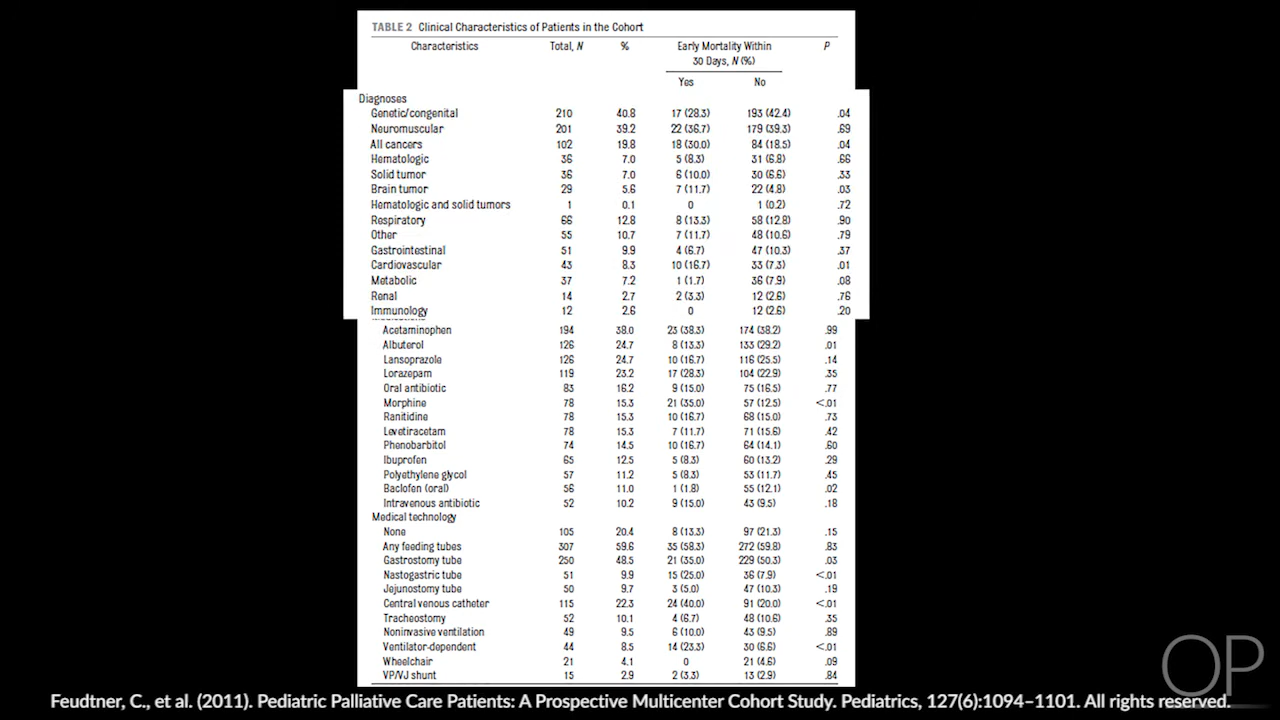 TABLE 2 Clinical Characteristics of Patients in the Cohort
Characteristics Total, N % Early Mortality Within 30 Days, N (%) P
Yes No
Diagnoses
Genetic/congenital 210 40.8 17 (28.3) 193 (42.4) .04
Neuromuscular 201 39.2 22 (36.7) 179 (39.3) .69
All cancers 102 19.8 18 (30.0) 84 (18.5) .04
Hematologic 36 7.0 5 (8.3) 31 (6.8) .66
Solid tumor 36 7.0 6 (10.0) 30 (6.6) .33
Brain tumor 29 5.6 7 (11.7) 22 (4.8) .03
Hematologic and solid tumors 1 0.1 0 1 (0.2) .72
Respiratory 66 12.8 8 (13.3) 58 (12.8) .90
Other 55 10.7 7 (11.7) 48 (10.6) .79
Gastrointestinal 51 9.9 4 (6.7) 47 (10.3) .37
Cardiovascular 43 8.3 10 (16.7) 33 (7.3) .01
Metabolic 37 7.2 1 (1.7) 36 (7.9) .08
Renal 14 2.7 2 (3.3) 12 (2.6) .76
Immunology 12 2.6 0 12 (2.6) .20
Acetaminophen 194 38.0 23 (38.3) 174 (38.2) .99
Albuterol 126 24.7 8 (13.3) 133 (29.2) .01
Lansoprazole 126 24.7 10 (16.7) 116 (25.5) .14
Lorazepam 119 23.2 17 (28.3) 104 (22.9) .35
Oral antibiotic 83 16.2 9 (15.0) 75 (16.5) .77
Morphine 78 15.3 21 (35.0) 57 (12.5) <.01
Ranitidine 78 15.3 10 (16.7) 68 (15.0) .73
Levetiracetam 78 15.3 7 (11.7) 71 (15.6) .42
Phenobarbitol 74 14.5 10 (16.7) 64 (14.1) .60
Ibuprofen 65 12.5 5 (8.3) 60 (13.2) .29
Polyethylene glycol 57 11.2 5 (8.3) 53 (11.7) .45
Baclofen (oral) 56 11.0 1 (1.8) 55 (12.1) .02
Intravenous antibiotic 52 10.2 9 (15.0) 43 (9.5) .18
Medical technology
None 105 20.4 8 (13.3) 97 (21.3) .15
Any feeding tubes 307 59.6 35 (58.3) 272 (59.8) .83
Gastrostomy tube 250 48.5 21 (35.0) 229 (50.3) .03
Nastogastric tube 51 9.9 15 (25.0) 36 (7.9) <.01
Jejunostomy tube 50 9.7 3 (5.0) 47 (10.3) .19
Central venous catheter 115 22.3 24 (40.0) 91 (20.0) <.01
Tracheostomy 52 10.1 4 (6.7) 48 (10.6) .35
Noninvasive ventilation 49 9.5 6 (10.0) 43 (9.5) .89
Ventilator-dependent 44 8.5 14 (23.3) 30 (6.6) <.01
Wheelchair 21 4.1 0 21 (4.6) .09
VP/VJ shunt 15 2.9 2 (3.3) 13 (2.9) .84
OP
Feudtner, C., et al. (2011). Pediatric Palliative Care Patients: A Prospective Multicenter Cohort Study. Pediatrics, 127(6):1094–1101. All rights reserved.